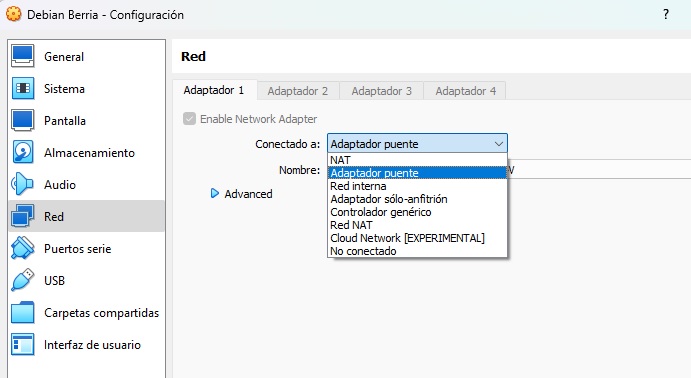 Debian Berria - Configuración
?
General
Sistema
Pantalla
Almacenamiento
Audio
Red
Puertos serie
USB
Carpetas compartidas
Interfaz de usuario
Red
Adaptador 1 Adaptador 2 Adaptador 3 Adaptador 4
Enable Network Adapter
Conectado a: Adaptador puente
Nombre:
Advanced
NAT
Adaptador puente
Red interna
Adaptador sólo-anfitrión
Controlador genérico
Red NAT
Cloud Network [EXPERIMENTAL]
No conectado